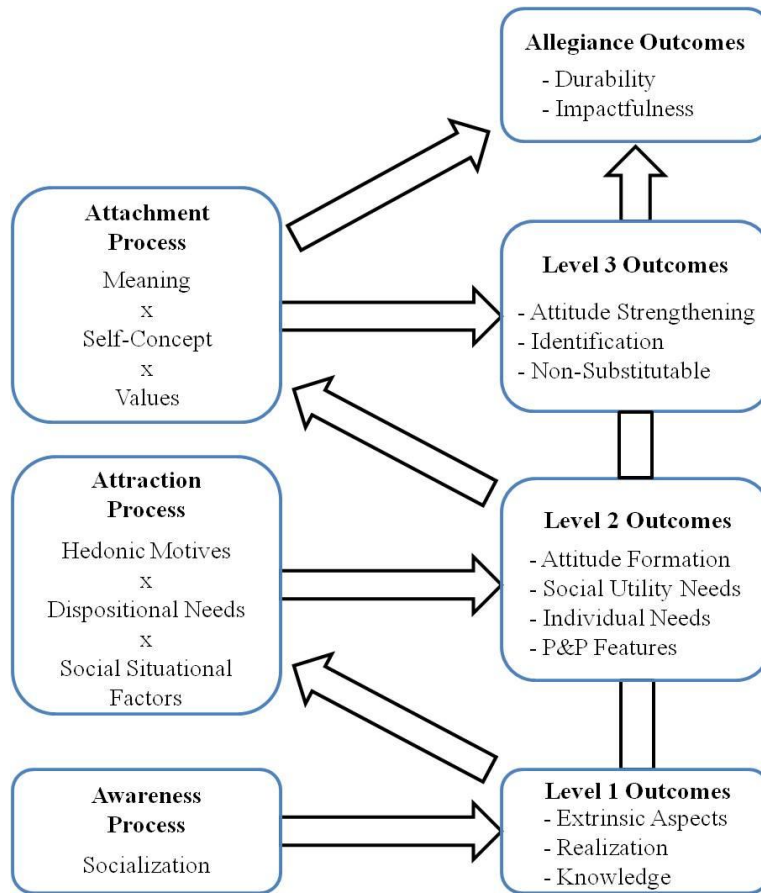 Allegiance Outcomes
- Durability
- Impactfulness
Attachment
Process
Meaning
x
Self-Concept
x
Values
Level 3 Outcomes
- Attitude Strengthening
- Identification
- Non-Substitutable
Attraction
Process
Hedonic Motives
x
Dispositional Needs
x
Social Situational
Factors
Level 2 Outcomes
- Attitude Formation
- Social Utility Needs
- Individual Needs
- P&P Features
Awareness
Process
Socialization
Level 1 Outcomes
- Extrinsic Aspects
- Realization
- Knowledge